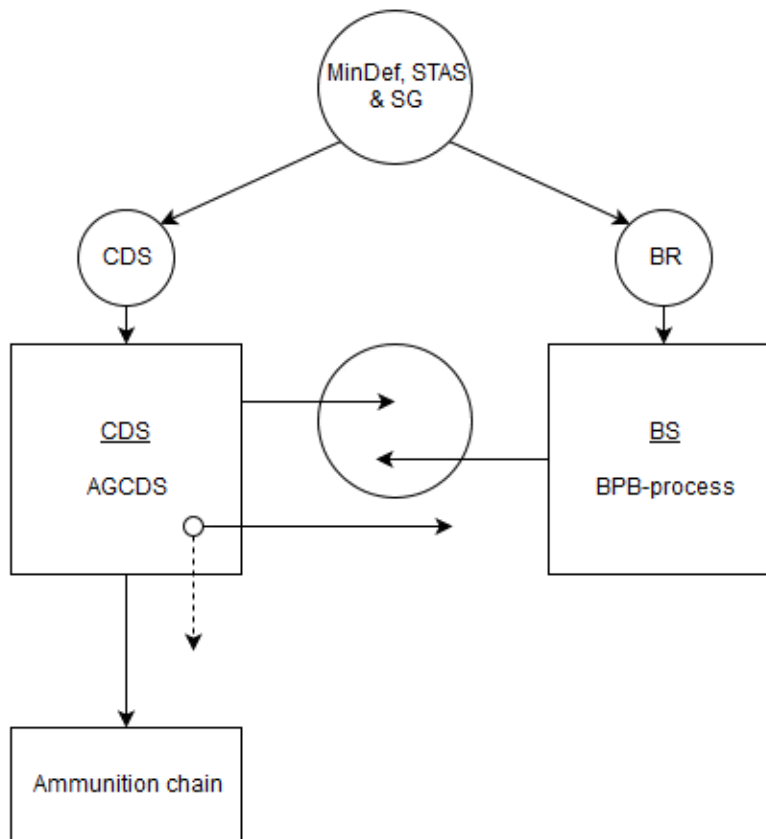 MinDef, STAS
& SG
CDS
BR
CDS
AGCDS
BS
BPB-process
Ammunition chain